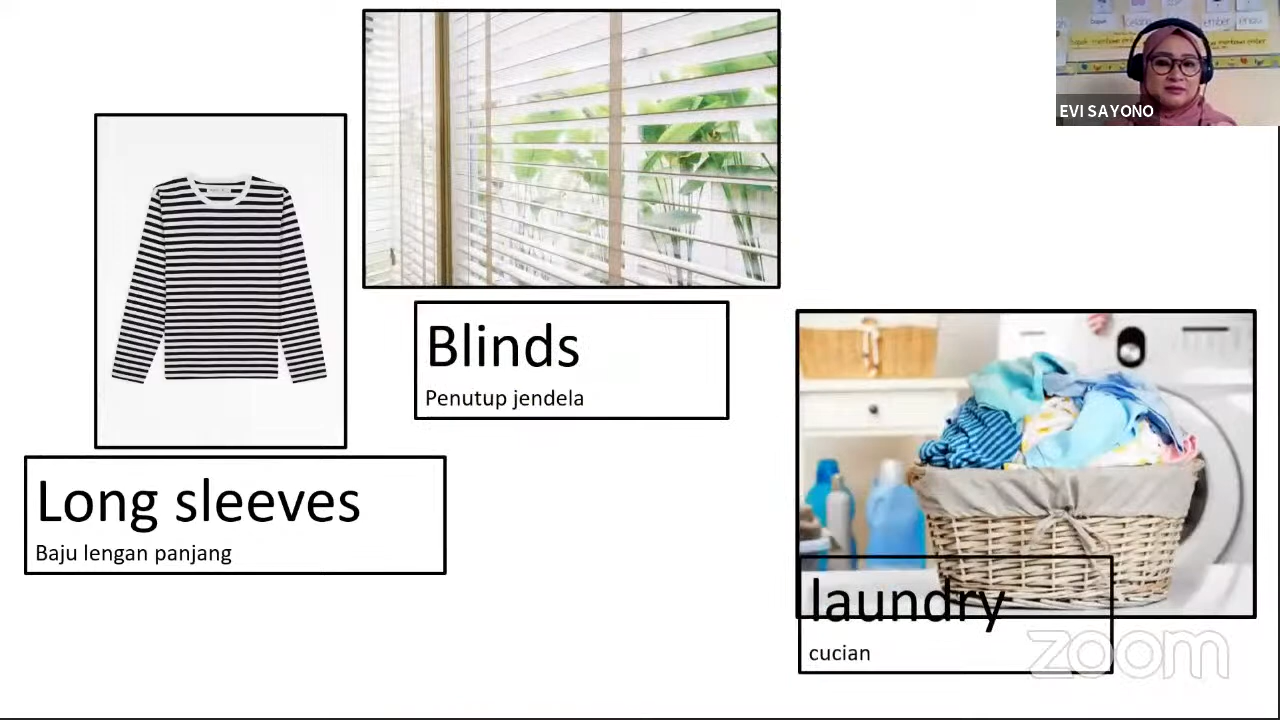 EVI SAYONO
Blinds
Penutup jendela
Long sleeves
Baju lengan panjang
laundry
cucian
zoom